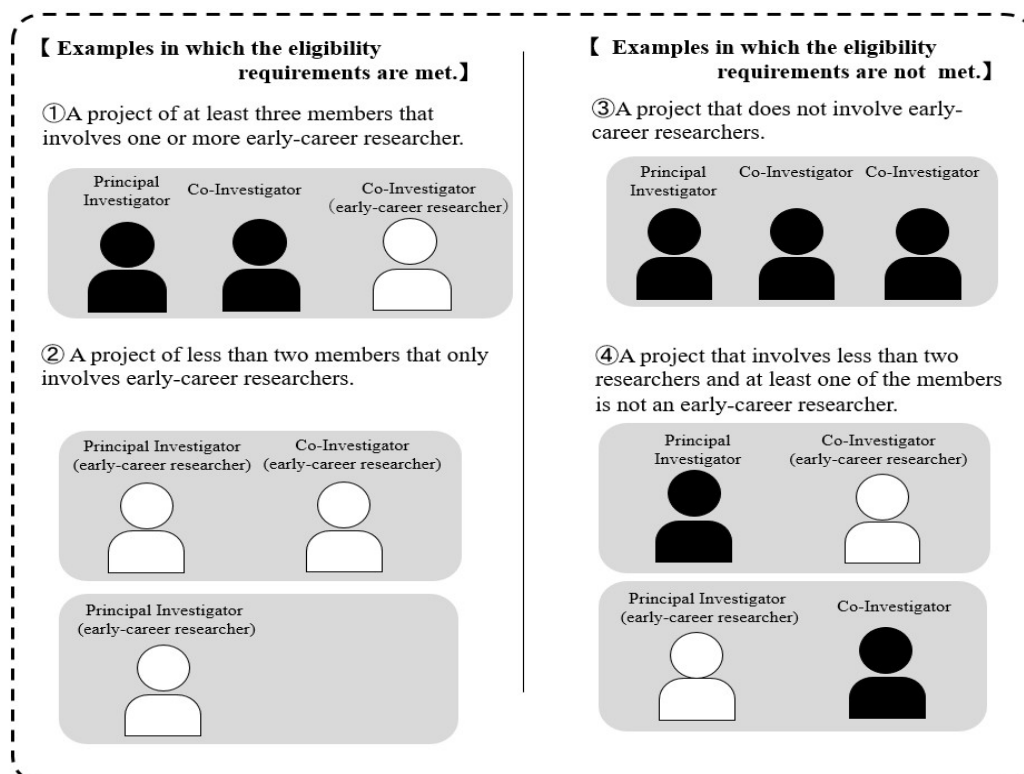 【 Examples in which the eligibility
requirements are met.】
①A project of at least three members that
involves one or more early-career researcher.
Principal
Investigator
Co-Investigator
Co-Investigator
(early-career researcher)
② A project of less than two members that only
involves early-career researchers.
Principal Investigator
(early-career researcher)
Co-Investigator
(early-career researcher)
Principal Investigator
(early-career researcher)
【 Examples in which the eligibility
requirements are not met.】
③A project that does not involve early-
career researchers.
Principal
Investigator
Co-Investigator
Co-Investigator
④A project that involves less than two
researchers and at least one of the members
is not an early-career researcher.
Principal
Investigator
Co-Investigator
(early-career researcher)
Principal Investigator
(early-career researcher)
Co-Investigator